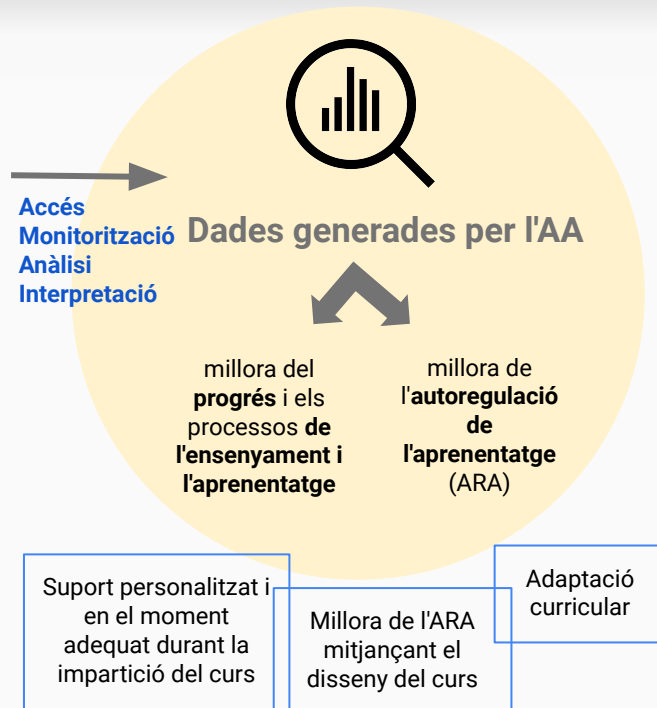 Accés
Monitorització
Anàlisi
Interpretació
Dades generades per l'AA
millora del
progrés i els
processos de
l'ensenyament i
l'aprenentatge
millora de
l'autoregulació
de
l'aprenentatge
(ARA)
Suport personalitzat i
en el moment
adequat durant la
impartició del curs
Millora de l'ARA
mitjançant el
disseny del curs
Adaptació
curricular